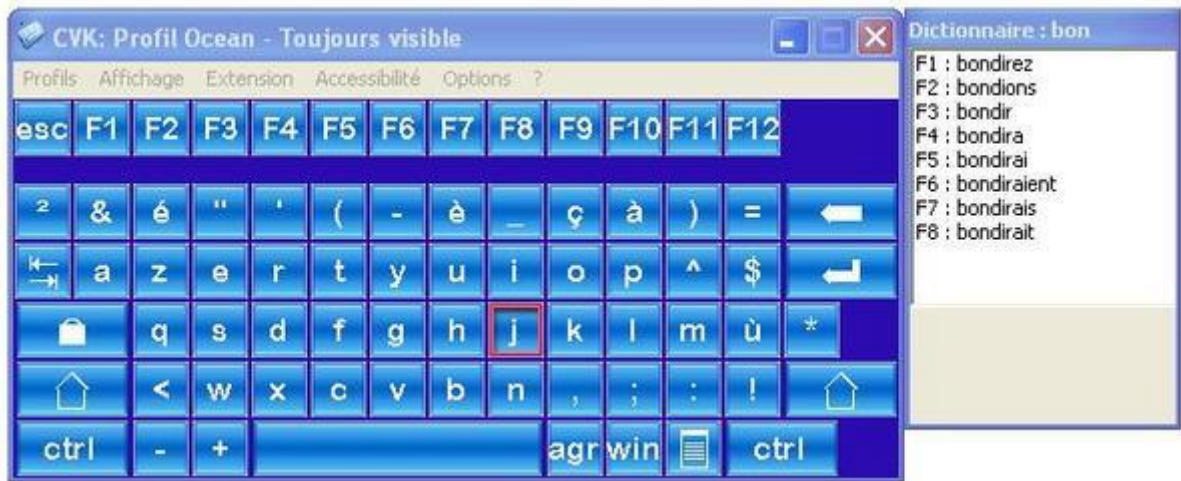 CVK: Profil Ocean - Toujours visible
Profils Affichage Extension Accessibilité Options ?
esc F1 F2 F3 F4 F5 F6 F7 F8 F9 F10 F11 F12
² & é " ' ( - è _ ç à ) =
a z e r t y u i o p ^ $
q s d f g h j k l m ù *
< w x c v b n , ; : !
ctrl - + agr win ctrl
Dictionnaire : bon
F1 : bondirez
F2 : bondions
F3 : bondir
F4 : bondira
F5 : bondirai
F6 : bondiraient
F7 : bondirais
F8 : bondirait